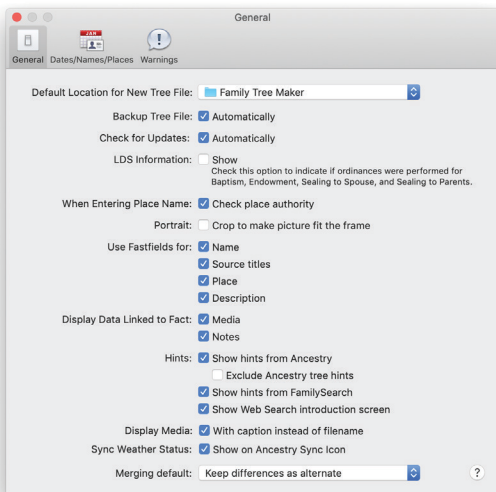 General
JAN
General Dates/Names/Places Warnings
Default Location for New Tree File: Family Tree Maker
Backup Tree File: Automatically
Check for Updates: Automatically
LDS Information: Show
Check this option to indicate if ordinances were performed for
Baptism, Endowment, Sealing to Spouse, and Sealing to Parents.
When Entering Place Name: Check place authority
Portrait: Crop to make picture fit the frame
Use Fastfields for: Name
Source titles
Place
Description
Display Data Linked to Fact: Media
Notes
Hints: Show hints from Ancestry
Exclude Ancestry tree hints
Show hints from FamilySearch
Show Web Search introduction screen
Display Media: With caption instead of filename
Sync Weather Status: Show on Ancestry Sync Icon
Merging default: Keep differences as alternate ?